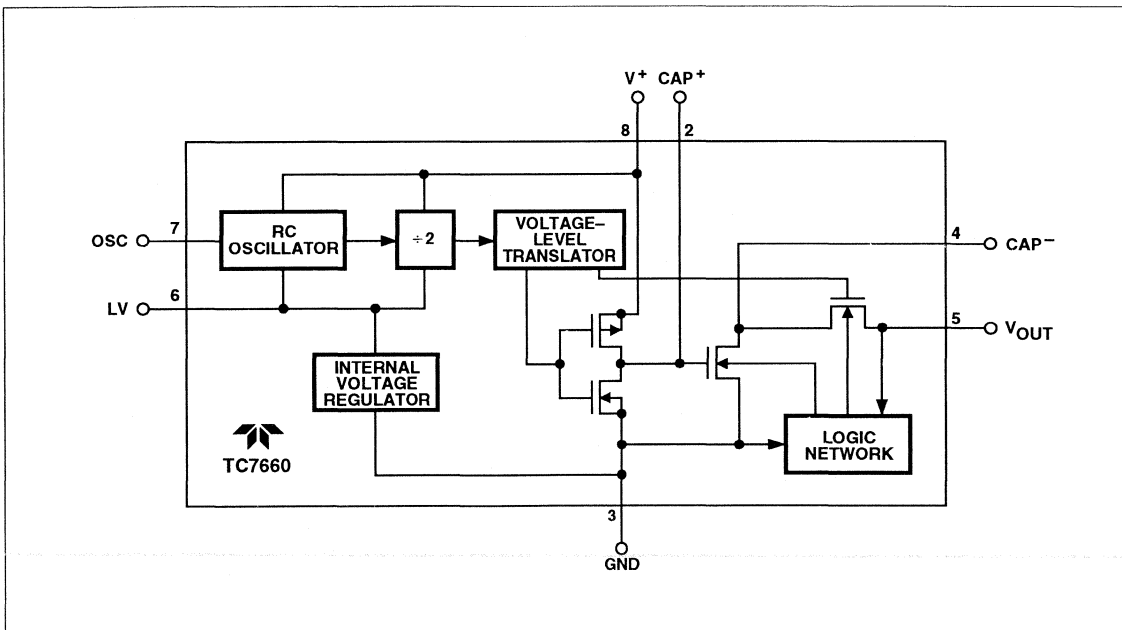 V+ CAP+
8 2
RC
OSCILLATOR
÷2
VOLTAGE–
LEVEL
TRANSLATOR
OSC 7
4 CAP–
LV 6
5 VOUT
INTERNAL
VOLTAGE
REGULATOR
LOGIC
NETWORK
TC7660
3
GND